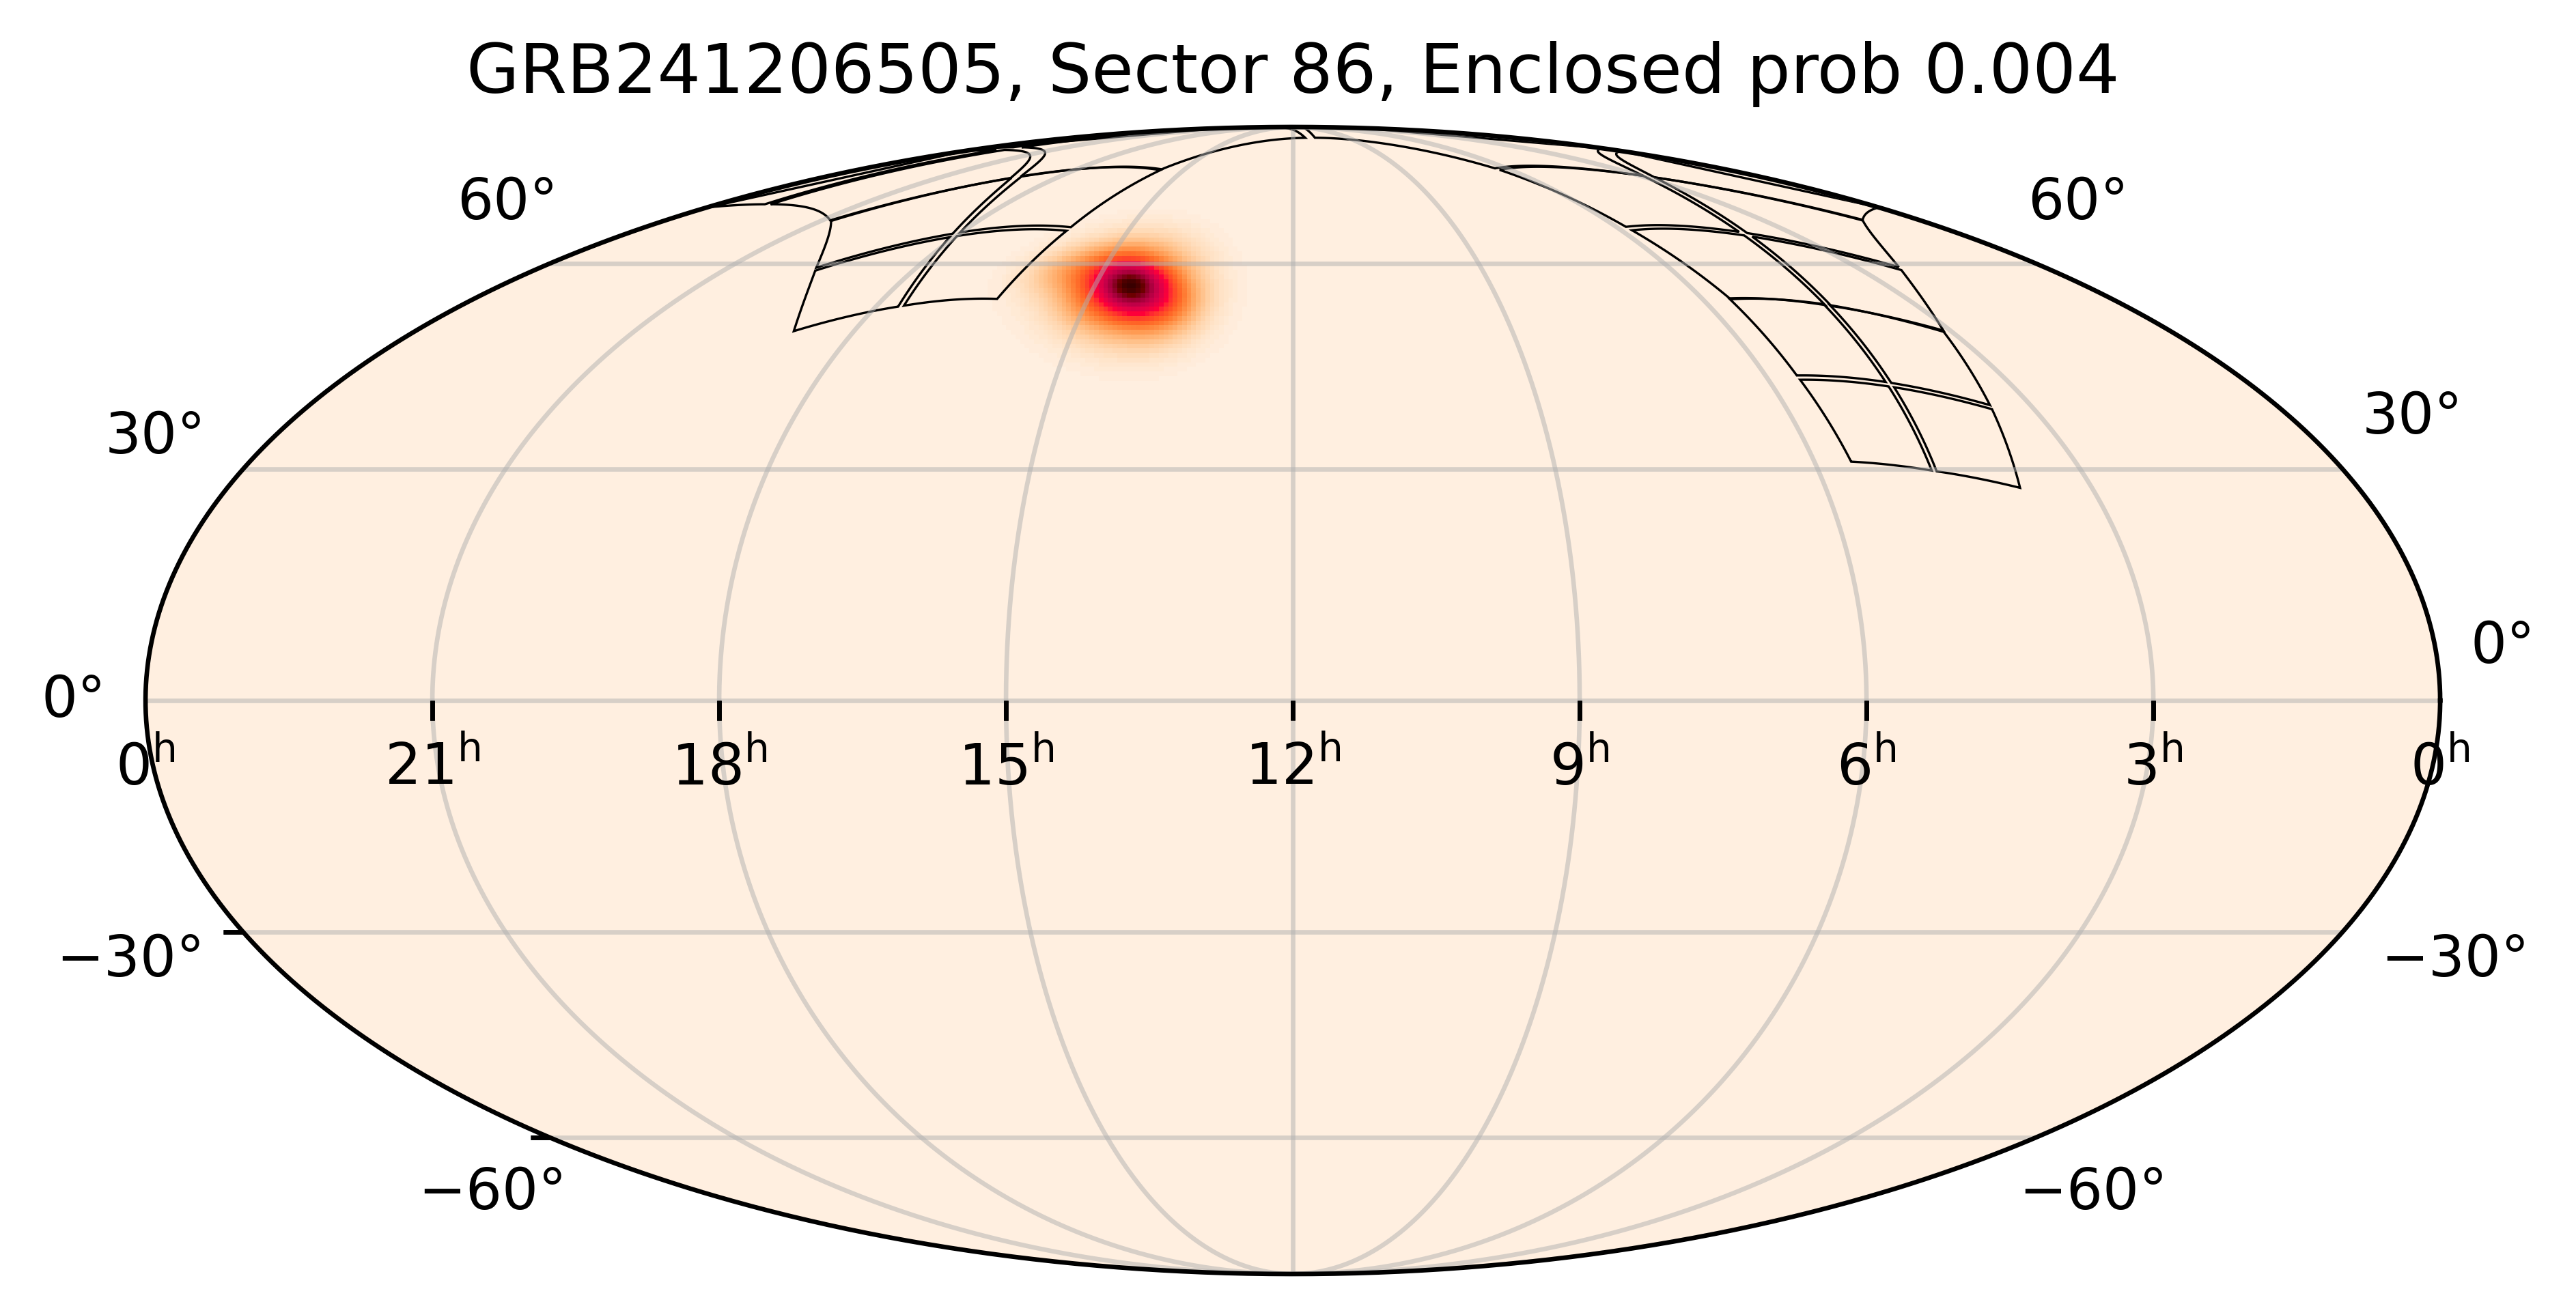 GRB241206505, Sector 86, Enclosed prob 0.004
60° 60°
30° 30°
0° 0°
0h 21h 18h 15h 12h 9h 6h 3h 0h
−30° −30°
−60° −60°